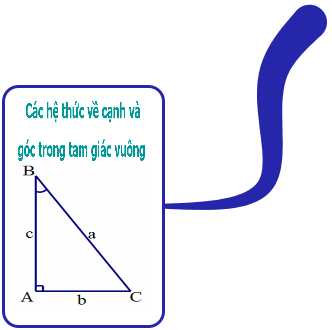 Các hệ thức về cạnh và
góc trong tam giác vuông
B
c a
A b C